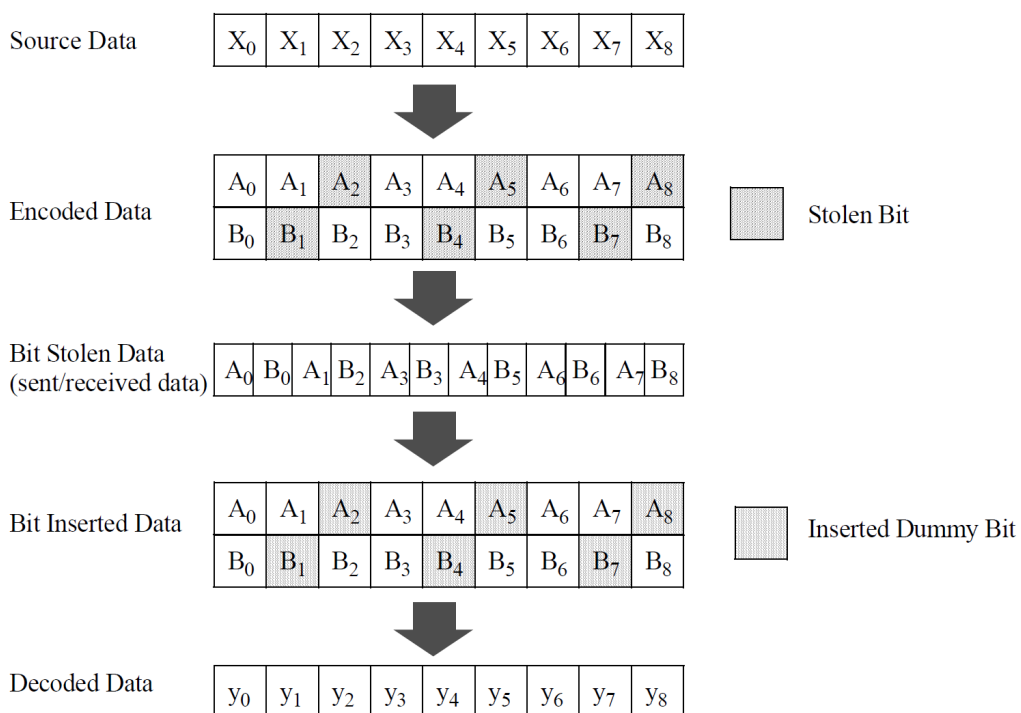 Source Data
X₀ X₁ X₂ X₃ X₄ X₅ X₆ X₇ X₈
Encoded Data
A₀ A₁ A₂ A₃ A₄ A₅ A₆ A₇ A₈
B₀ B₁ B₂ B₃ B₄ B₅ B₆ B₇ B₈
Stolen Bit
Bit Stolen Data
(sent/received data)
A₀ B₀ A₁ B₂ A₃ B₃ A₄ B₅ A₆ B₆ A₇ B₈
Bit Inserted Data
A₀ A₁ A₂ A₃ A₄ A₅ A₆ A₇ A₈
B₀ B₁ B₂ B₃ B₄ B₅ B₆ B₇ B₈
Inserted Dummy Bit
Decoded Data
y₀ y₁ y₂ y₃ y₄ y₅ y₆ y₇ y₈